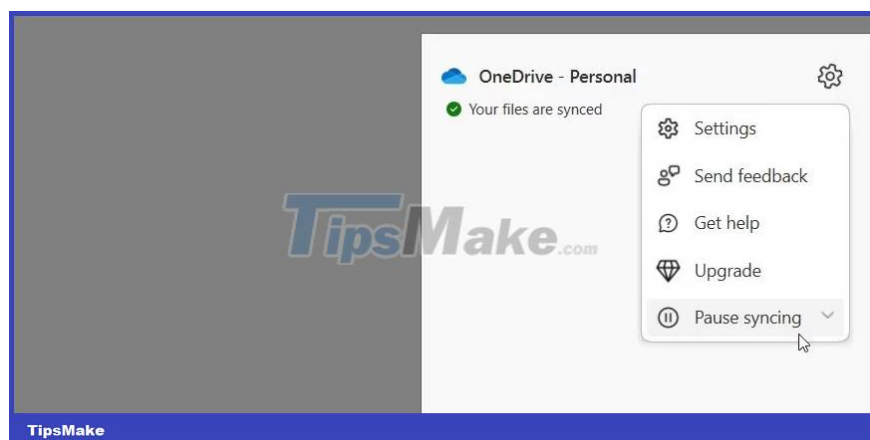 OneDrive - Personal
Your files are synced
Settings
Send feedback
Get help
Upgrade
Pause syncing
TipsMake.com
TipsMake